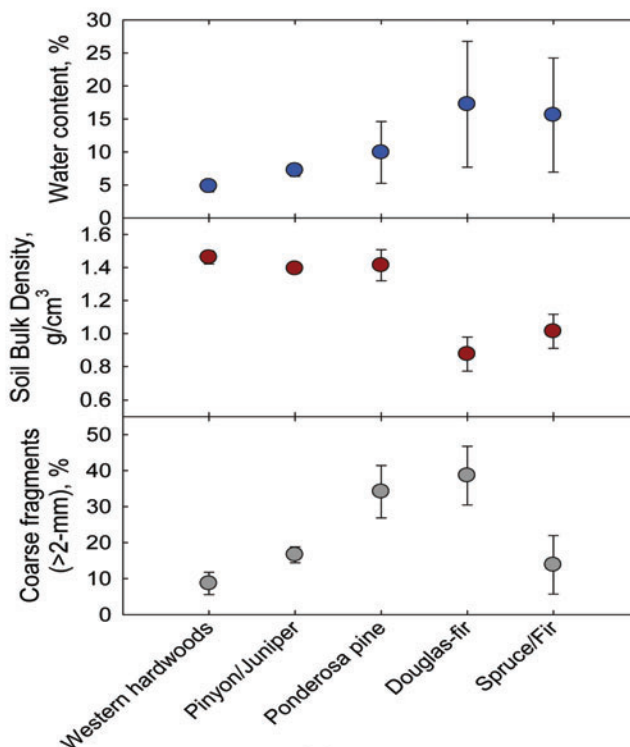 30
25
20
15
10
5
0
Water content, %
1.6
1.4
1.2
1.0
0.8
0.6
Soil Bulk Density,
g/cm³
50
40
30
20
10
0
Coarse fragments
(>2-mm), %
Western hardwoods
Pinyon/Juniper
Ponderosa pine
Douglas-fir
Spruce/Fir